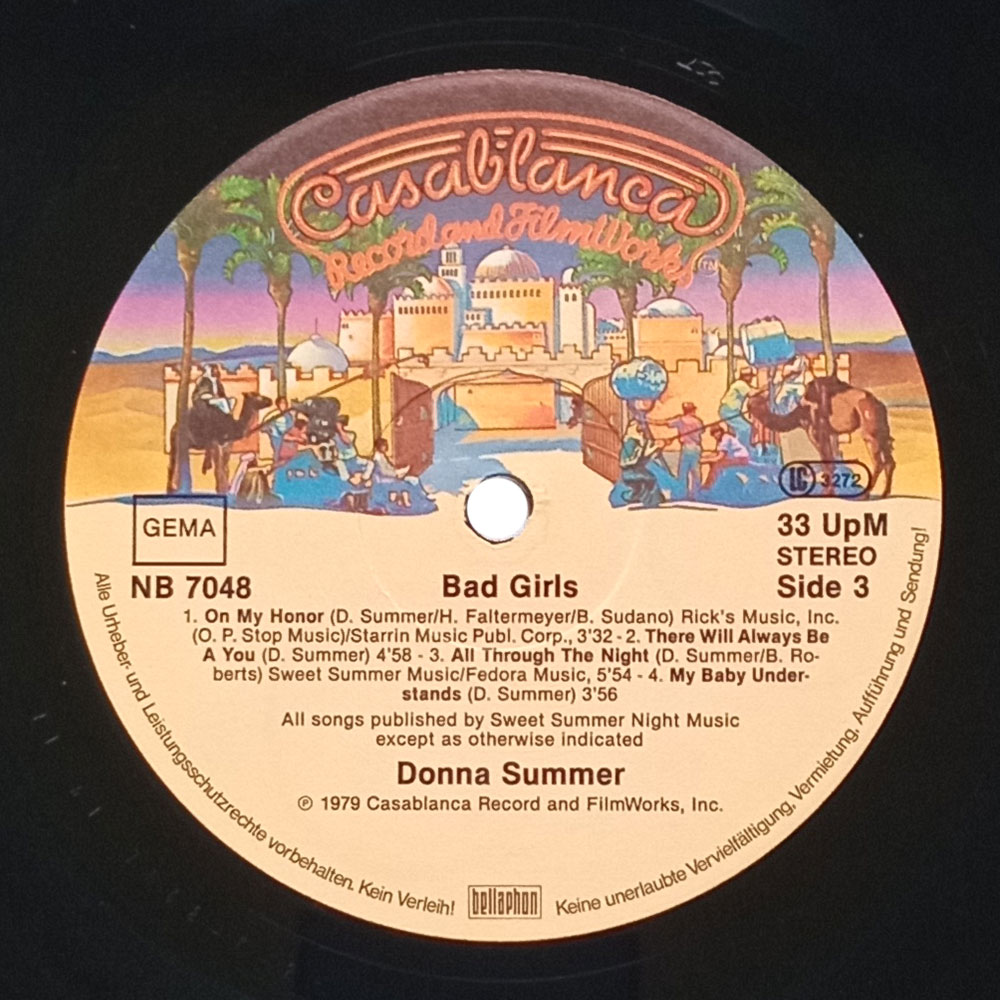 Casablanca
Record and FilmWorks
TM
LC 3272
GEMA
33 UpM
STEREO
NB 7048
Bad Girls
Side 3
1. On My Honor (D. Summer/H. Faltermeyer/B. Sudano) Rick's Music, Inc.
(O. P. Stop Music)/Starrin Music Publ. Corp., 3'32 - 2. There Will Always Be
A You (D. Summer) 4'58 - 3. All Through The Night (D. Summer/B. Ro-
berts) Sweet Summer Music/Fedora Music, 5'54 - 4. My Baby Under-
stands (D. Summer) 3'56
All songs published by Sweet Summer Night Music
except as otherwise indicated
Donna Summer
℗ 1979 Casablanca Record and FilmWorks, Inc.
Alle Urheber- und Leistungsschutzrechte vorbehalten. Kein Verleih!
bellaphon
Keine unerlaubte Vervielfältigung, Vermietung, Aufführung und Sendung!